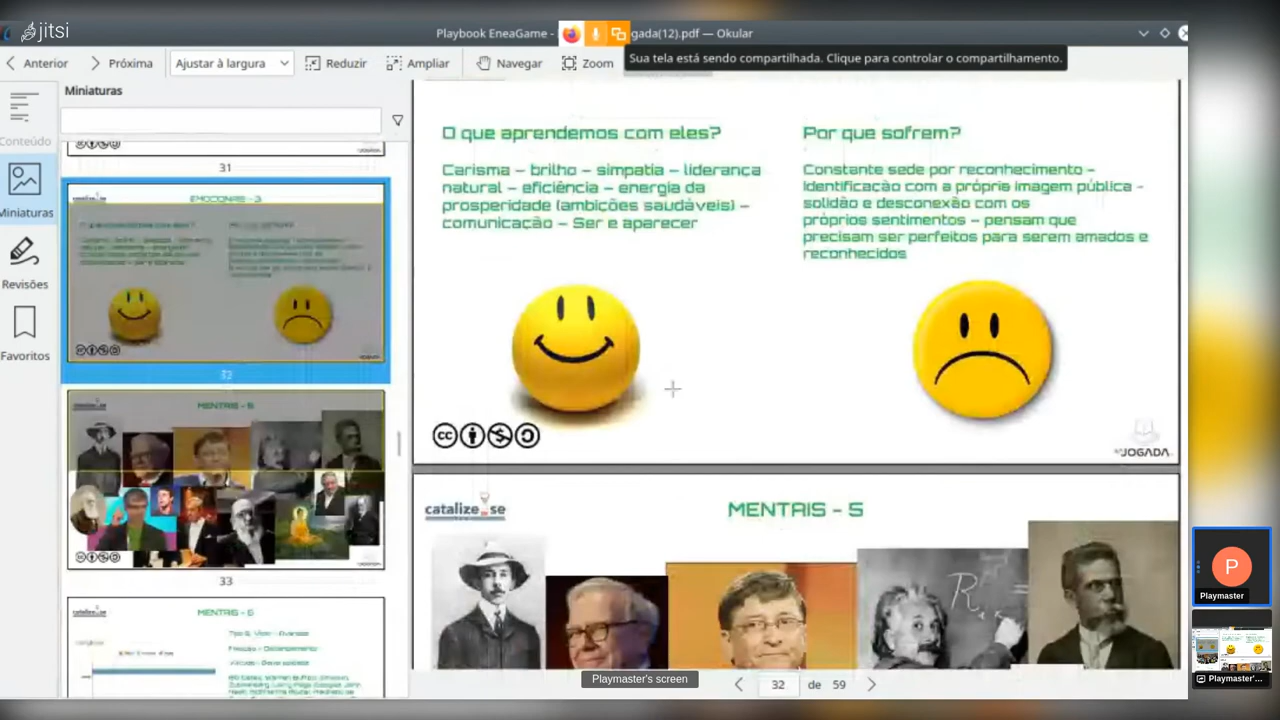 jitsi
Playbook EneaGame -
gada(12).pdf — Okular
Sua tela está sendo compartilhada. Clique para controlar o compartilhamento.
Anterior
Próxima
Ajustar à largura
Reduzir
Ampliar
Navegar
Zoom
Conteúdo
Miniaturas
Revisões
Favoritos
Miniaturas
31
EMOCIONAIS - 3
32
MENTAIS - 5
33
catalize se
MENTAIS - 5
O que aprendemos com eles?
Carisma – brilho – simpatia – liderança
natural – eficiência – energia da
prosperidade (ambições saudáveis) –
comunicação – Ser e aparecer
Por que sofrem?
Constante sede por reconhecimento –
Identificação com a própria imagem pública -
solidão e desconexão com os
próprios sentimentos – pensam que
precisam ser perfeitos para serem amados e
reconhecidos
cc
JOGADA
catalize se
MENTAIS - 5
Playmaster's screen
32 de 59
P
Playmaster
Playmaster'...